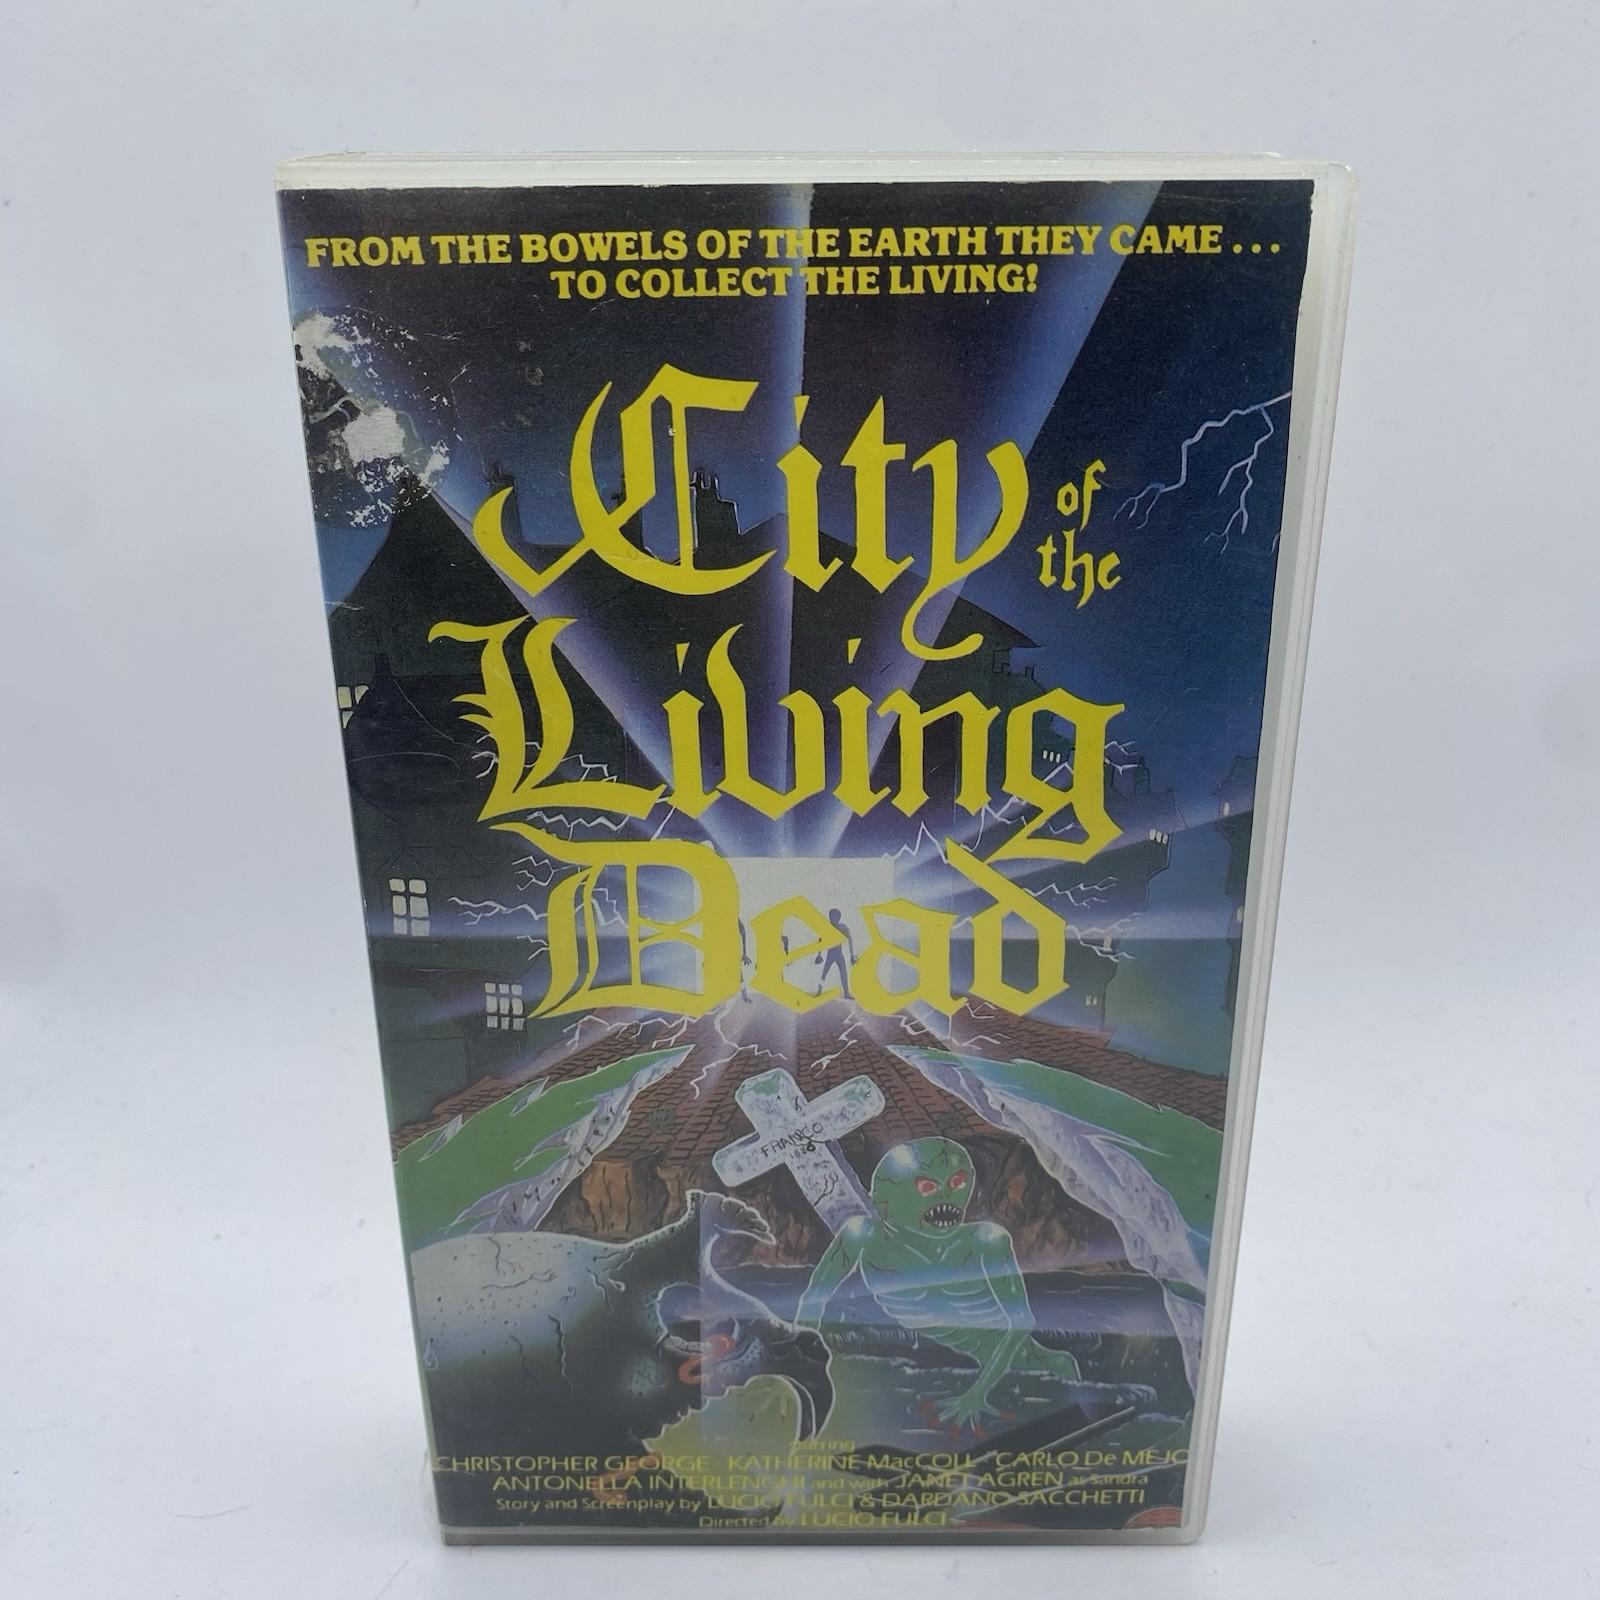 FROM THE BOWELS OF THE EARTH THEY CAME . . .
TO COLLECT THE LIVING!
City of the
Living
Dead
FRANCO
starring
CHRISTOPHER GEORGE · KATHERINE MacCOLL · CARLO De MEJO
ANTONELLA INTERLENGHI and with JANET AGREN as Sandra
Story and Screenplay by LUCIO FULCI & DARDANO SACCHETTI
Directed by LUCIO FULCI